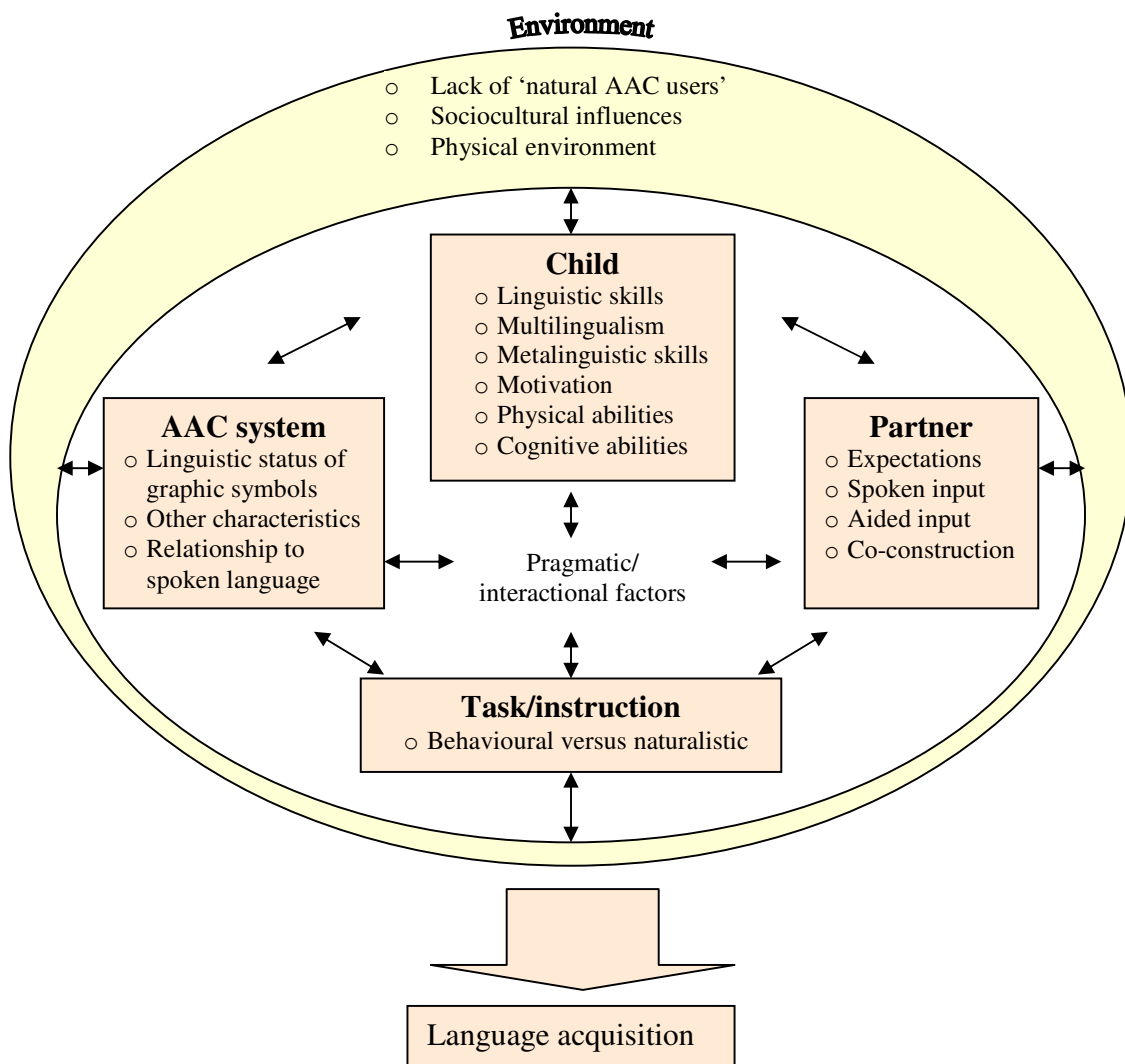 Environment
o Lack of ‘natural AAC users’
o Sociocultural influences
o Physical environment
Child
o Linguistic skills
o Multilingualism
o Metalinguistic skills
o Motivation
o Physical abilities
o Cognitive abilities
AAC system
o Linguistic status of
graphic symbols
o Other characteristics
o Relationship to
spoken language
Partner
o Expectations
o Spoken input
o Aided input
o Co-construction
Pragmatic/
interactional factors
Task/instruction
o Behavioural versus naturalistic
Language acquisition